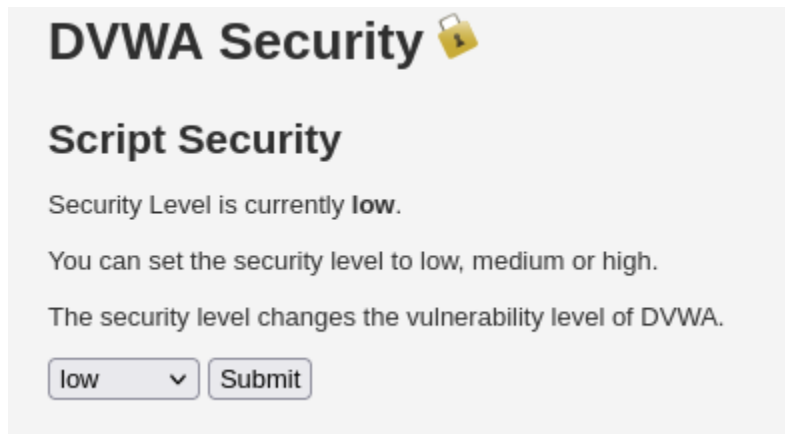 DVWA Security
Script Security
Security Level is currently low.
You can set the security level to low, medium or high.
The security level changes the vulnerability level of DVWA.
low Submit